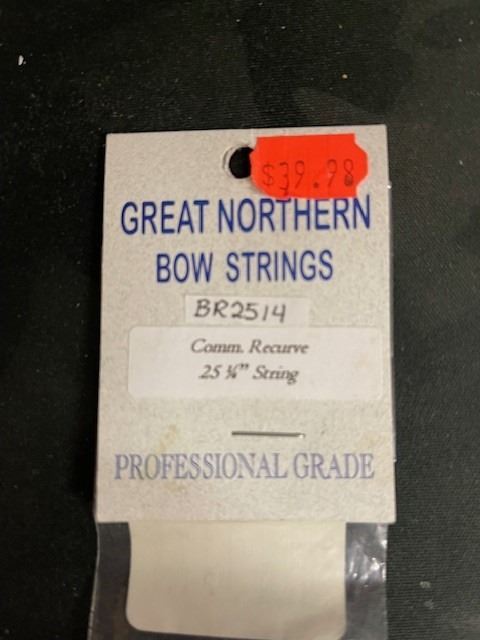 $39.98
GREAT NORTHERN
BOW STRINGS
BR2514
Comm. Recurve
25 ¼" String
PROFESSIONAL GRADE